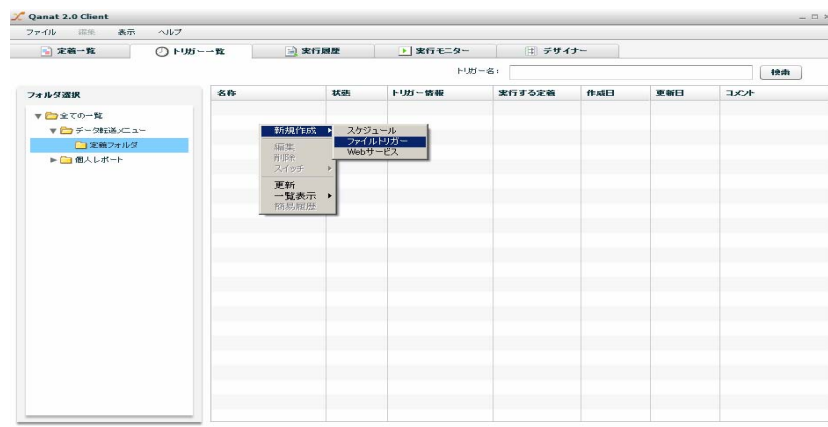 Qanat 2.0 Client
ファイル 編集 表示 ヘルプ
定義一覧 トリガー一覧 実行履歴 実行モニター デザイナー
トリガー名: 検索
フォルダ選択
名称 状態 トリガー情報 実行する定義 作成日 更新日 コメント
全ての一覧
データ転送メニュー
定義フォルダ
個人レポート
新規作成
編集
削除
スイッチ
更新
一覧表示
簡易履歴
スケジュール
ファイルトリガー
Webサービス